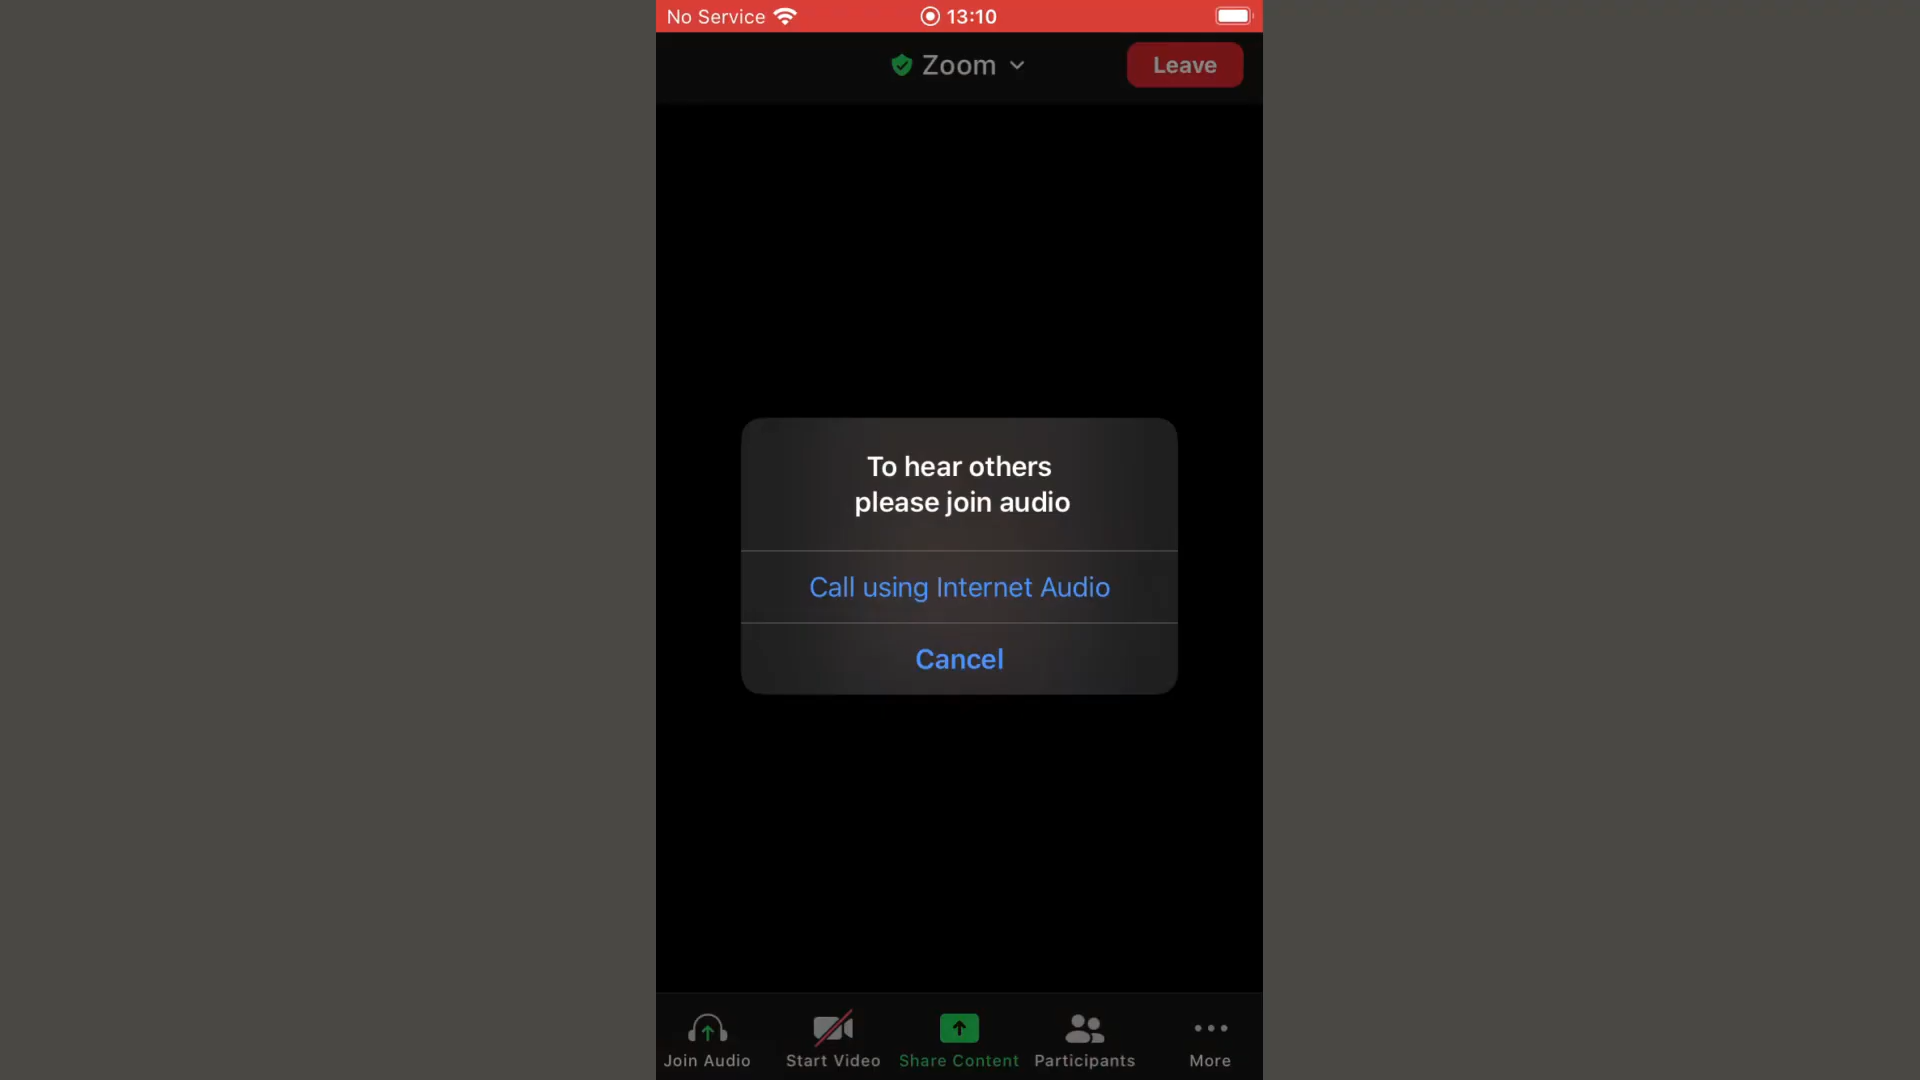 No Service 13:10
Zoom Leave
To hear others
please join audio
Call using Internet Audio
Cancel
Join Audio Start Video Share Content Participants More